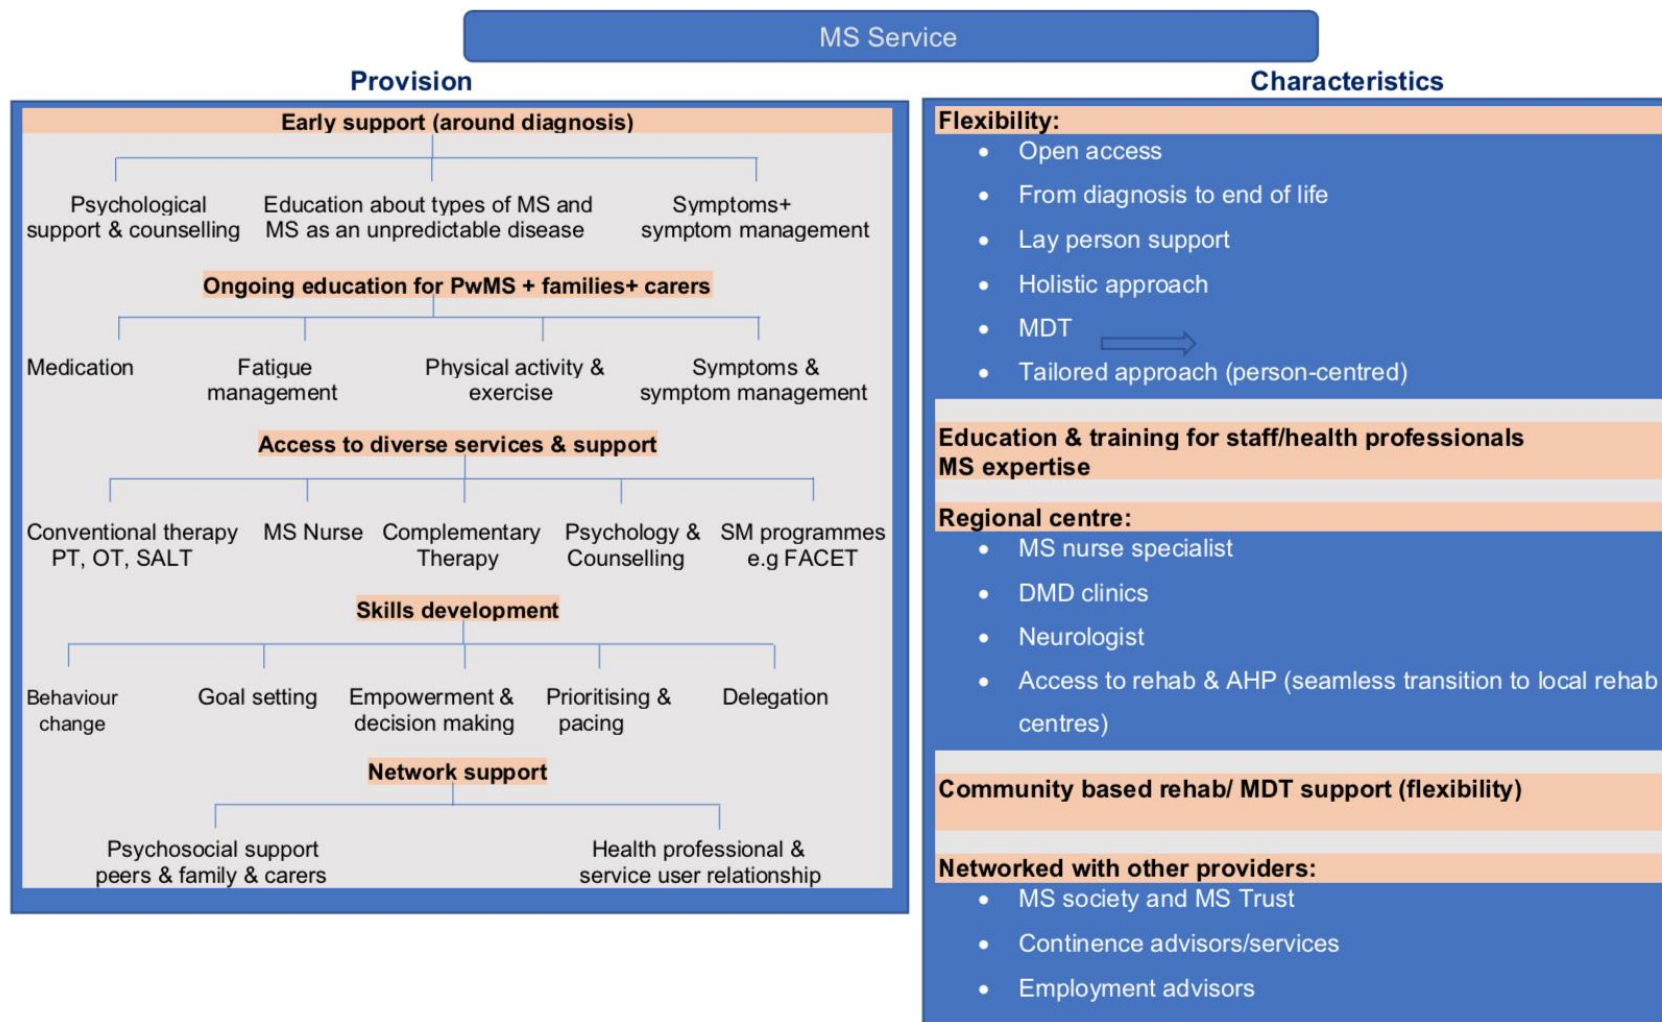 MS Service
Provision
Early support (around diagnosis)
Psychological
support & counselling
Education about types of MS and
MS as an unpredictable disease
Symptoms+
symptom management
Ongoing education for PwMS + families+ carers
Medication
Fatigue
management
Physical activity &
exercise
Symptoms &
symptom management
Access to diverse services & support
Conventional therapy
PT, OT, SALT
MS Nurse
Complementary
Therapy
Psychology &
Counselling
SM programmes
e.g FACET
Skills development
Behaviour
change
Goal setting
Empowerment &
decision making
Prioritising &
pacing
Delegation
Network support
Psychosocial support
peers & family & carers
Health professional &
service user relationship
Characteristics
Flexibility:
• Open access
• From diagnosis to end of life
• Lay person support
• Holistic approach
• MDT
• Tailored approach (person-centred)
Education & training for staff/health professionals
MS expertise
Regional centre:
• MS nurse specialist
• DMD clinics
• Neurologist
• Access to rehab & AHP (seamless transition to local rehab
centres)
Community based rehab/ MDT support (flexibility)
Networked with other providers:
• MS society and MS Trust
• Continence advisors/services
• Employment advisors